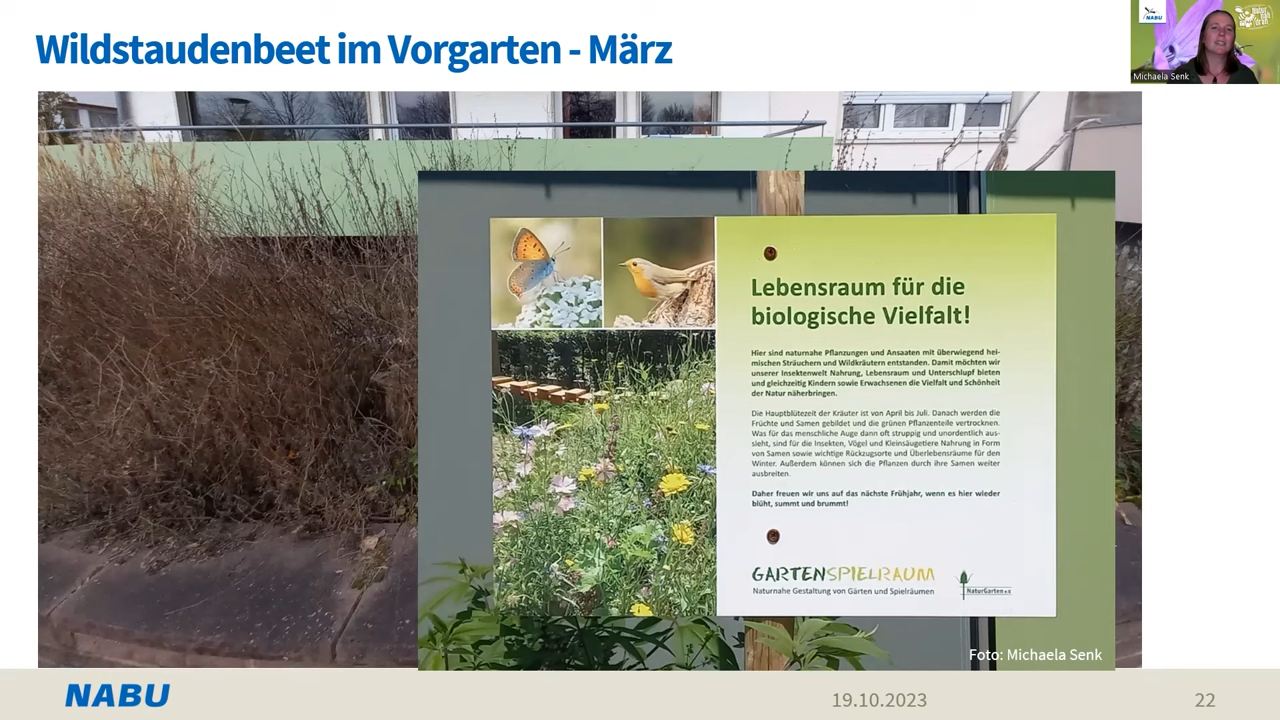 Wildstaudenbeet im Vorgarten - März
NABU
Michaela Senk
Lebensraum für die
biologische Vielfalt!
Hier sind naturnahe Pflanzungen und Ansaaten mit überwiegend hei-
mischen Sträuchern und Wildkräutern entstanden. Damit möchten wir
unserer Insektenwelt Nahrung, Lebensraum und Unterschlupf bieten
und gleichzeitig Kindern sowie Erwachsenen die Vielfalt und Schönheit
der Natur näherbringen.
Die Hauptblütezeit der Kräuter ist von April bis Juli. Danach werden die
Früchte und Samen gebildet und die grünen Pflanzenteile vertrocknen.
Was für das menschliche Auge dann oft struppig und unordentlich aus-
sieht, sind für die Insekten, Vögel und Kleinsäugetiere Nahrung in Form
von Samen sowie wichtige Rückzugsorte und Überlebensräume für den
Winter. Außerdem können sich die Pflanzen durch ihre Samen weiter
ausbreiten.
Daher freuen wir uns auf das nächste Frühjahr, wenn es hier wieder
blüht, summt und brummt!
GARTENSPIELRAUM
Naturnahe Gestaltung von Gärten und Spielräumen
NaturGarten e.V.
Foto: Michaela Senk
NABU
19.10.2023
22